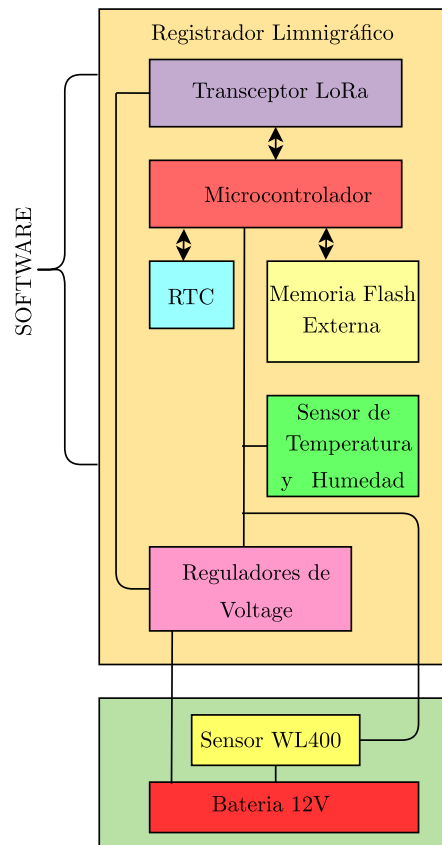 Registrador Limnigráfico
Transceptor LoRa
Microcontrolador
SOFTWARE
RTC
Memoria Flash
Externa
Sensor de
Temperatura
y Humedad
Reguladores de
Voltage
Sensor WL400
Bateria 12V